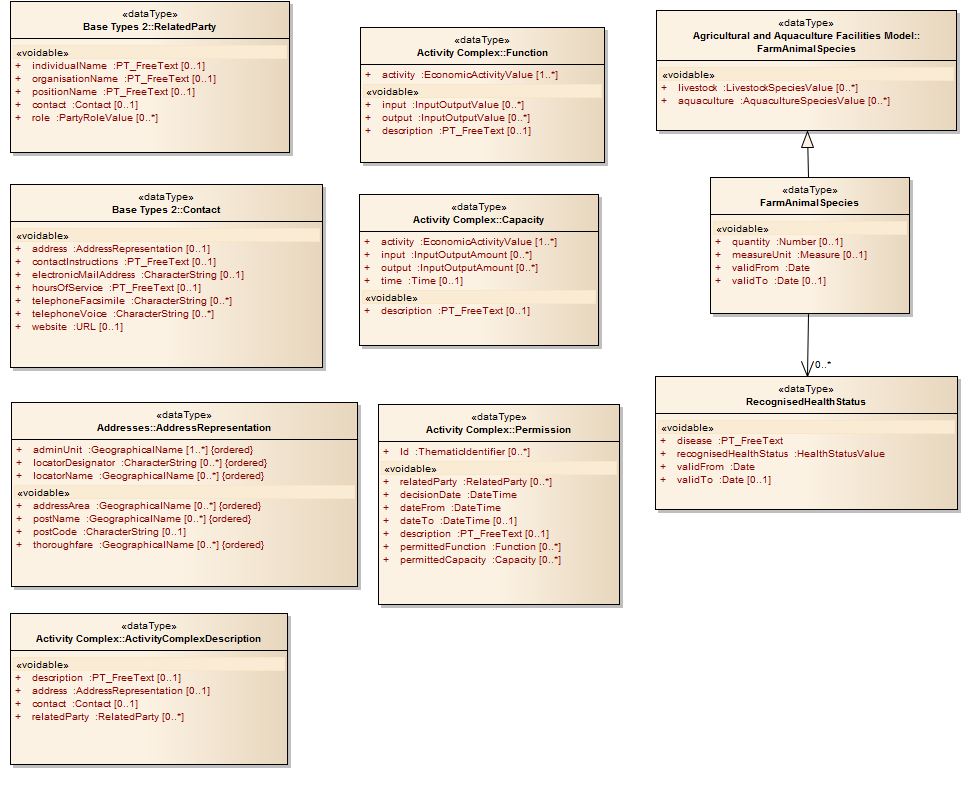 «dataType»
Base Types 2::RelatedParty
«voidable»
+ individualName :PT_FreeText [0..1]
+ organisationName :PT_FreeText [0..1]
+ positionName :PT_FreeText [0..1]
+ contact :Contact [0..1]
+ role :PartyRoleValue [0..*]
«dataType»
Activity Complex::Function
+ activity :EconomicActivityValue [1..*]
«voidable»
+ input :InputOutputValue [0..*]
+ output :InputOutputValue [0..*]
+ description :PT_FreeText [0..1]
«dataType»
Agricultural and Aquaculture Facilities Model::
FarmAnimalSpecies
«voidable»
+ livestock :LivestockSpeciesValue [0..*]
+ aquaculture :AquacultureSpeciesValue [0..*]
«dataType»
Base Types 2::Contact
«voidable»
+ address :AddressRepresentation [0..1]
+ contactInstructions :PT_FreeText [0..1]
+ electronicMailAddress :CharacterString [0..1]
+ hoursOfService :PT_FreeText [0..1]
+ telephoneFacsimile :CharacterString [0..*]
+ telephoneVoice :CharacterString [0..*]
+ website :URL [0..1]
«dataType»
Activity Complex::Capacity
+ activity :EconomicActivityValue [1..*]
+ input :InputOutputAmount [0..*]
+ output :InputOutputAmount [0..*]
+ time :Time [0..1]
«voidable»
+ description :PT_FreeText [0..1]
«dataType»
FarmAnimalSpecies
«voidable»
+ quantity :Number [0..1]
+ measureUnit :Measure [0..1]
+ validFrom :Date
+ validTo :Date [0..1]
0..*
«dataType»
Addresses::AddressRepresentation
+ adminUnit :GeographicalName [1..*] {ordered}
+ locatorDesignator :CharacterString [0..*] {ordered}
+ locatorName :GeographicalName [0..*] {ordered}
«voidable»
+ addressArea :GeographicalName [0..*] {ordered}
+ postName :GeographicalName [0..*] {ordered}
+ postCode :CharacterString [0..1]
+ thoroughfare :GeographicalName [0..*] {ordered}
«dataType»
Activity Complex::Permission
+ Id :ThematicIdentifier [0..*]
«voidable»
+ relatedParty :RelatedParty [0..*]
+ decisionDate :DateTime
+ dateFrom :DateTime
+ dateTo :DateTime [0..1]
+ description :PT_FreeText [0..1]
+ permittedFunction :Function [0..*]
+ permittedCapacity :Capacity [0..*]
«dataType»
RecognisedHealthStatus
«voidable»
+ disease :PT_FreeText
+ recognisedHealthStatus :HealthStatusValue
+ validFrom :Date
+ validTo :Date [0..1]
«dataType»
Activity Complex::ActivityComplexDescription
«voidable»
+ description :PT_FreeText [0..1]
+ address :AddressRepresentation [0..1]
+ contact :Contact [0..1]
+ relatedParty :RelatedParty [0..*]